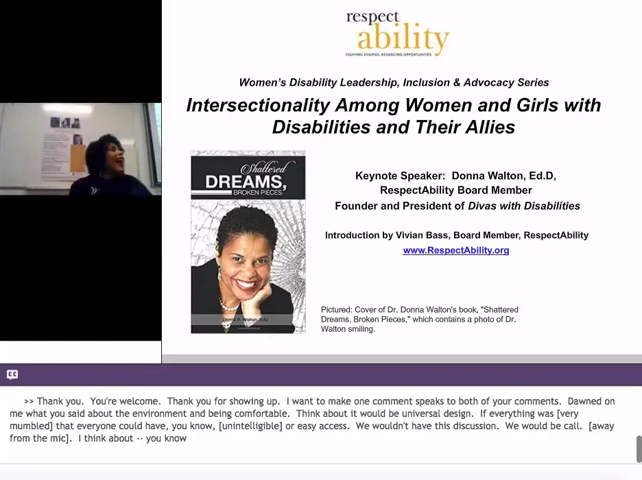 respect
ability
FIGHTING STIGMA. ADVANCING OPPORTUNITIES.
Women's Disability Leadership, Inclusion & Advocacy Series
Intersectionality Among Women and Girls with
Disabilities and Their Allies
Shattered
DREAMS,
BROKEN PIECES
Keynote Speaker: Donna Walton, Ed.D,
RespectAbility Board Member
Founder and President of Divas with Disabilities
Introduction by Vivian Bass, Board Member, RespectAbility
www.RespectAbility.org
Pictured: Cover of Dr. Donna Walton's book, "Shattered
Dreams, Broken Pieces," which contains a photo of Dr.
Walton smiling.
cc
>> Thank you. You're welcome. Thank you for showing up. I want to make one comment speaks to both of your comments. Dawned on
me what you said about the environment and being comfortable. Think about it would be universal design. If everything was [very
mumbled] that everyone could have, you know, [unintelligible] or easy access. We wouldn't have this discussion. We would be call. [away
from the mic]. I think about -- you know